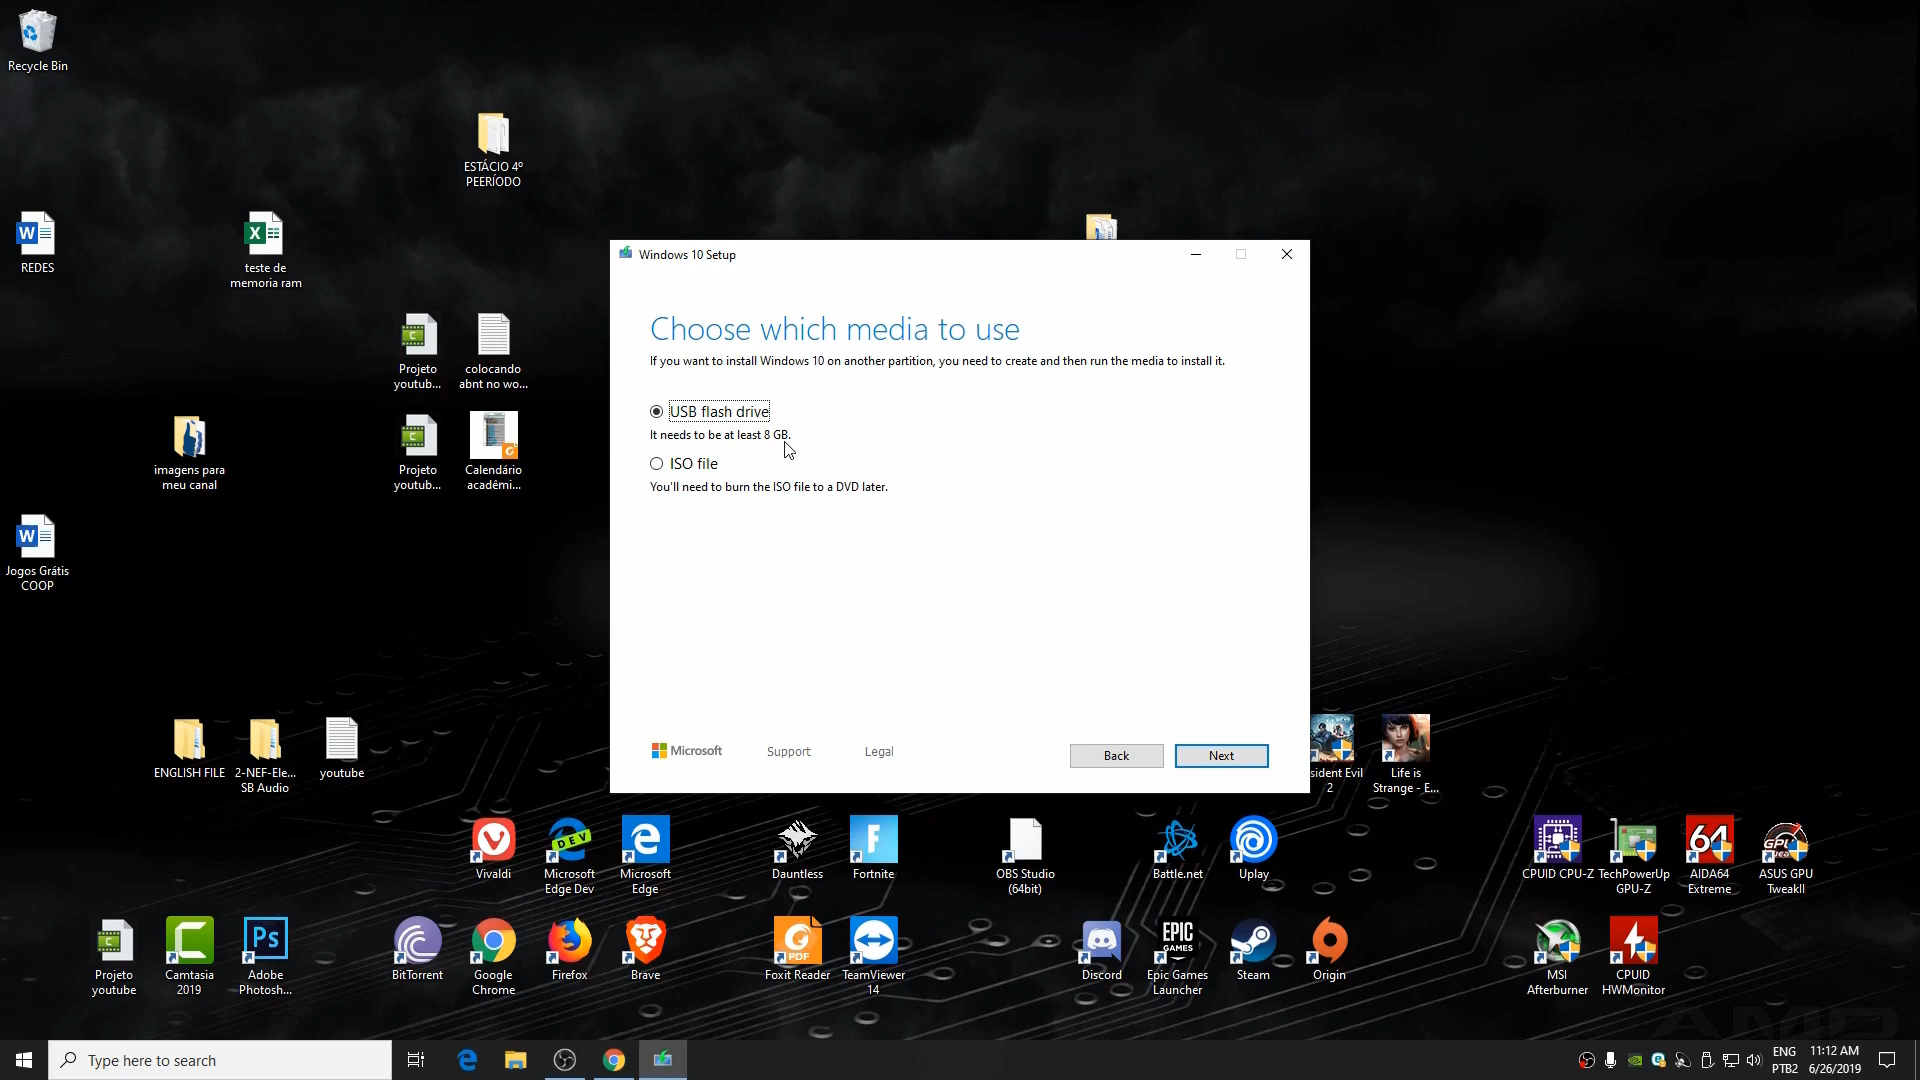 Recycle Bin
ESTÁCIO 4º
PEERÍODO
REDES
teste de
memoria ram
Projeto
youtub...
colocando
abnt no wo...
imagens para
meu canal
Projeto
youtub...
Calendário
acadêmi...
Jogos Grátis
COOP
Windows 10 Setup
Choose which media to use
If you want to install Windows 10 on another partition, you need to create and then run the media to install it.
USB flash drive
It needs to be at least 8 GB.
ISO file
You'll need to burn the ISO file to a DVD later.
Microsoft
Support
Legal
Back
Next
ENGLISH FILE
2-NEF-Ele...
SB Audio
youtube
sident Evil
2
Life is
Strange - E...
Vivaldi
DEV
Microsoft
Edge Dev
Microsoft
Edge
Dauntless
Fortnite
OBS Studio
(64bit)
Battle.net
Uplay
CPUID CPU-Z
TechPowerUp
GPU-Z
64
AIDA64
Extreme
ASUS GPU
TweakII
Projeto
youtube
Camtasia
2019
Ps
Adobe
Photosh...
BitTorrent
Google
Chrome
Firefox
Brave
PDF
Foxit Reader
TeamViewer
14
Discord
EPIC
GAMES
Epic Games
Launcher
Steam
Origin
MSI
Afterburner
CPUID
HWMonitor
AMD
Type here to search
ENG
PTB2
11:12 AM
6/26/2019